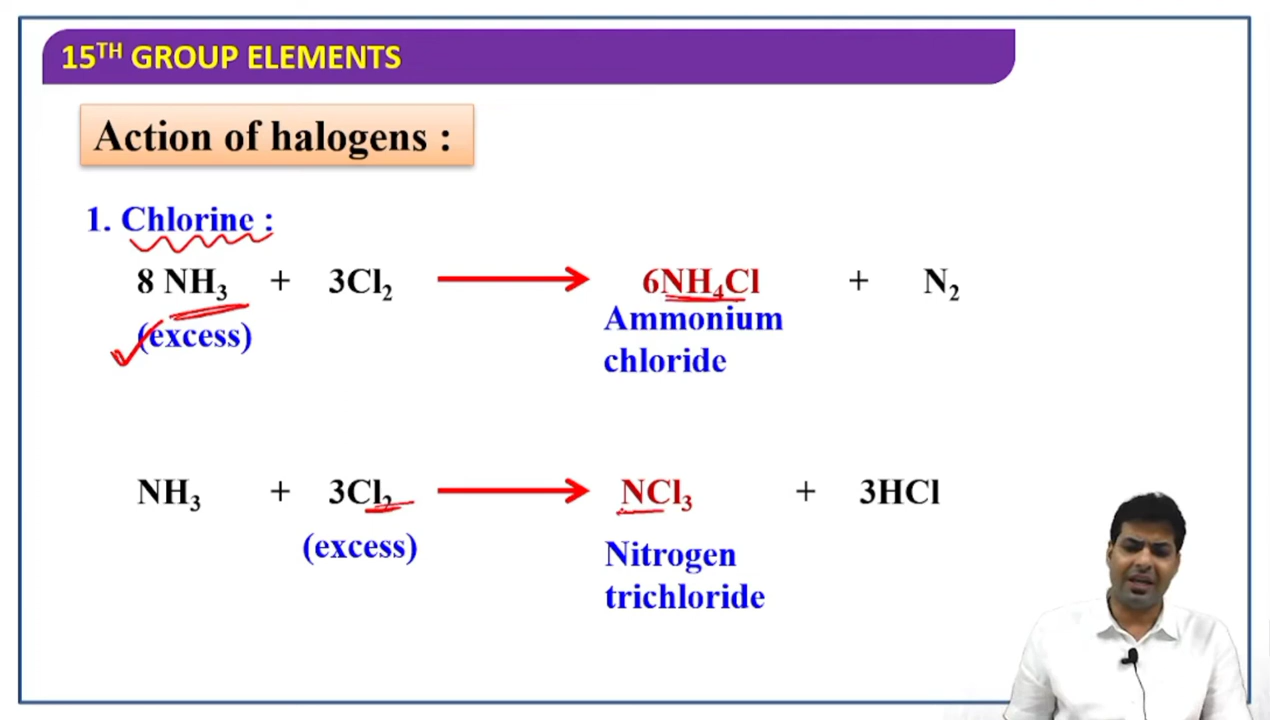 15TH GROUP ELEMENTS
Action of halogens :
1. Chlorine :
8 NH₃ + 3Cl₂ ⟶ 6NH₄Cl + N₂
(excess) Ammonium
chloride
NH₃ + 3Cl₂ ⟶ NCl₃ + 3HCl
(excess) Nitrogen
trichloride